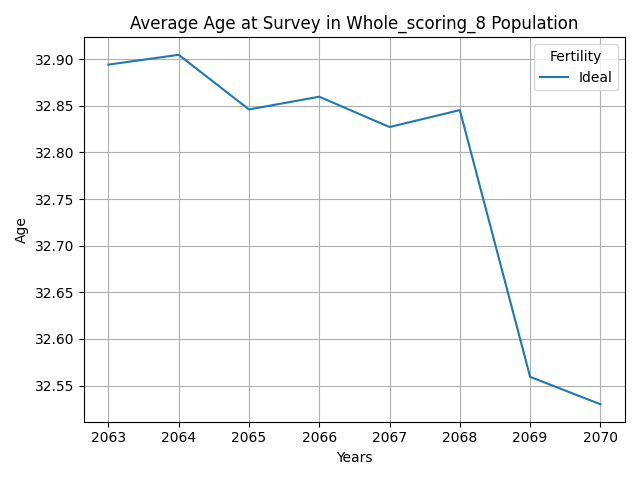 Average Age at Survey in Whole_scoring_8 Population
Fertility
Ideal
32.90
32.85
32.80
32.75
32.70
32.65
32.60
32.55
Age
2063 2064 2065 2066 2067 2068 2069 2070
Years